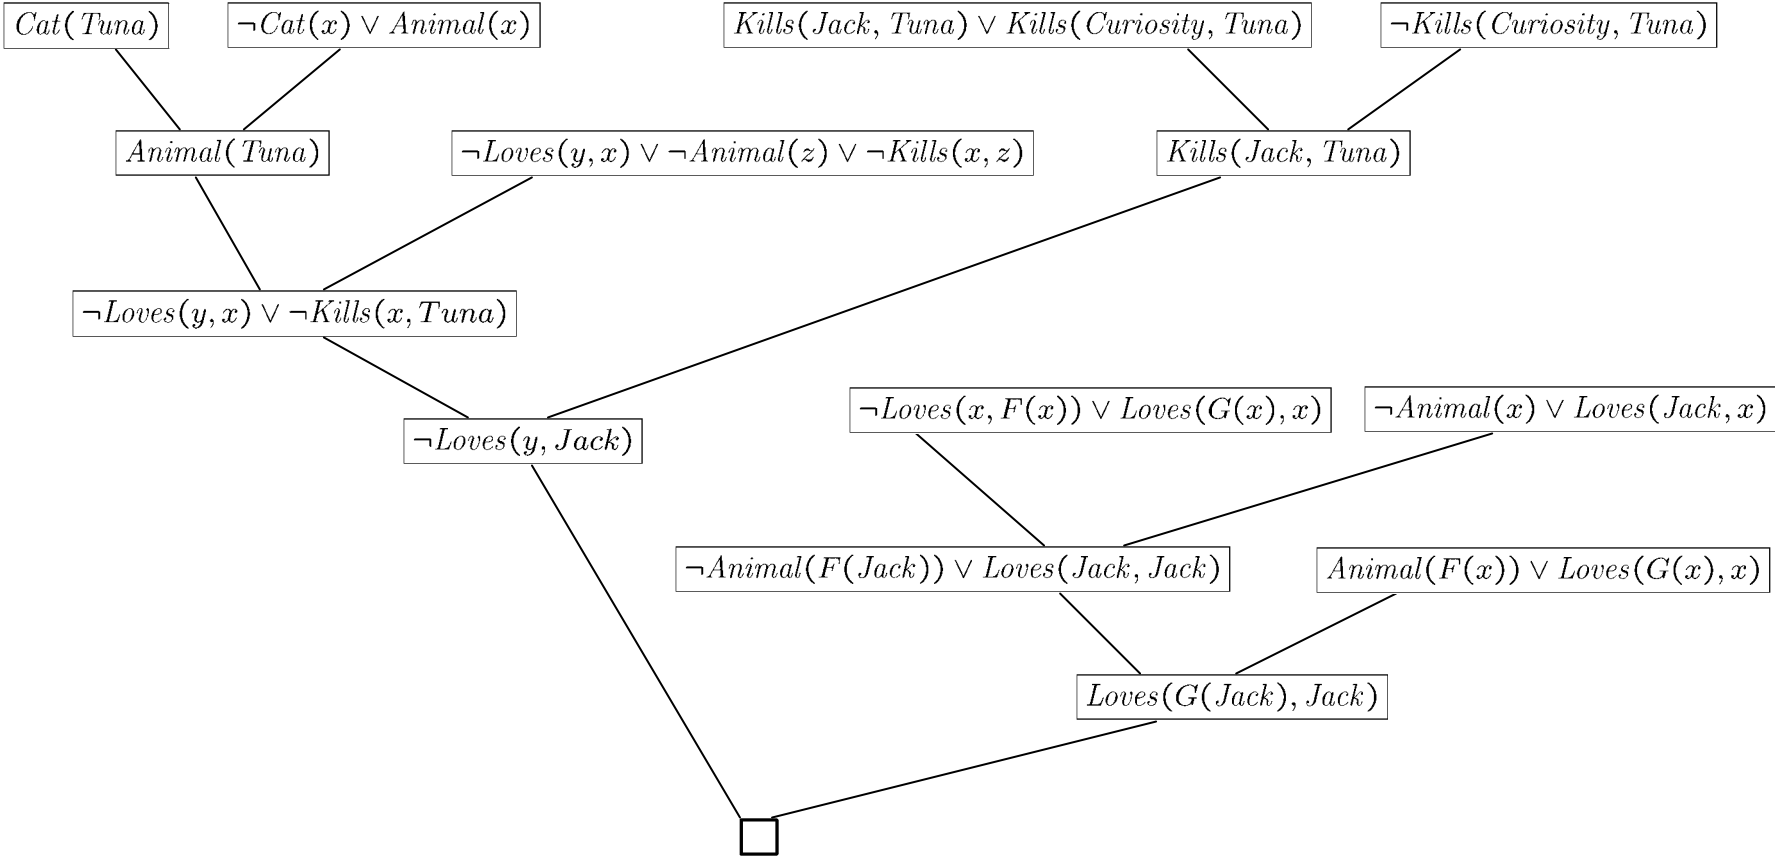 Cat(Tuna)
¬Cat(x) ∨ Animal(x)
Kills(Jack, Tuna) ∨ Kills(Curiosity, Tuna)
¬Kills(Curiosity, Tuna)
Animal(Tuna)
¬Loves(y, x) ∨ ¬Animal(z) ∨ ¬Kills(x, z)
Kills(Jack, Tuna)
¬Loves(y, x) ∨ ¬Kills(x, Tuna)
¬Loves(x, F(x)) ∨ Loves(G(x), x)
¬Animal(x) ∨ Loves(Jack, x)
¬Loves(y, Jack)
¬Animal(F(Jack)) ∨ Loves(Jack, Jack)
Animal(F(x)) ∨ Loves(G(x), x)
Loves(G(Jack), Jack)